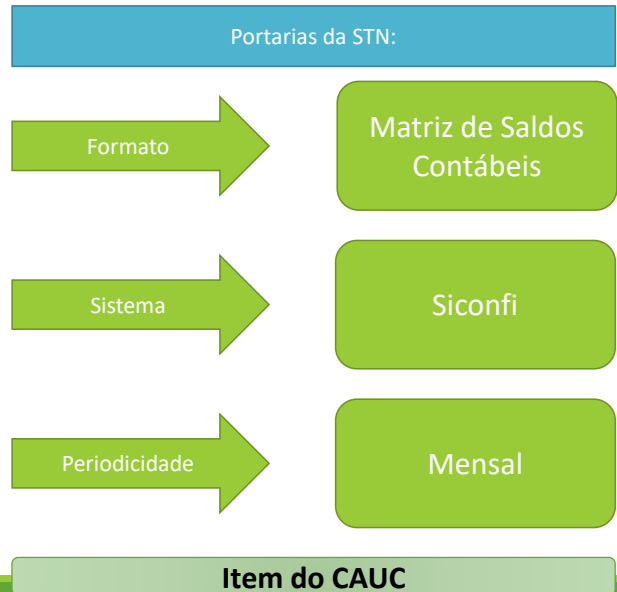 Portarias da STN:
Formato
Matriz de Saldos
Contábeis
Sistema
Siconfi
Periodicidade
Mensal
Item do CAUC